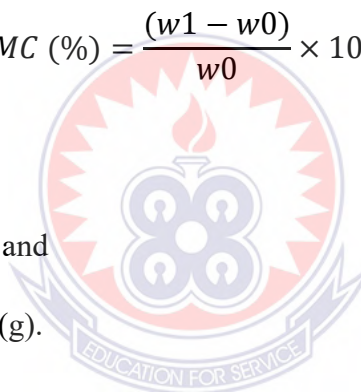 MC (%) = (w1 − w0) / w0 × 10
and
(g).
EDUCATION FOR SERVICE